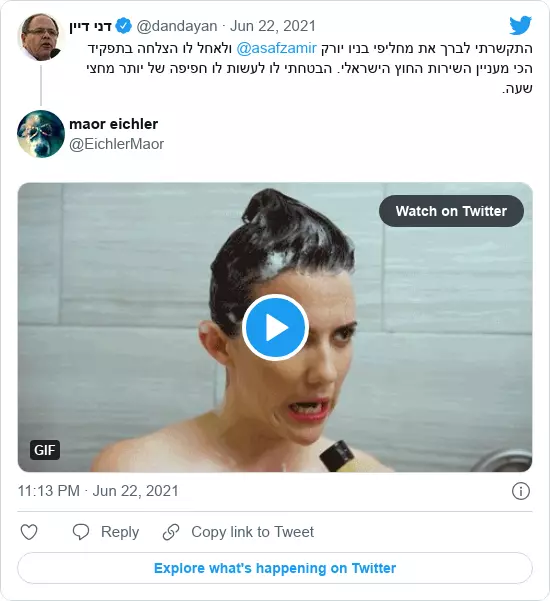 דני דיין @dandayan · Jun 22, 2021
התקשרתי לברך את מחליפי בניו יורק @asafzamir ולאחל לו הצלחה בתפקיד
הכי מעניין השירות החוץ הישראלי. הבטחתי לו לעשות לו חפיפה של יותר מחצי
שעה.
maor eichler
@EichlerMaor
Watch on Twitter
GIF
11:13 PM · Jun 22, 2021
Reply
Copy link to Tweet
Explore what's happening on Twitter